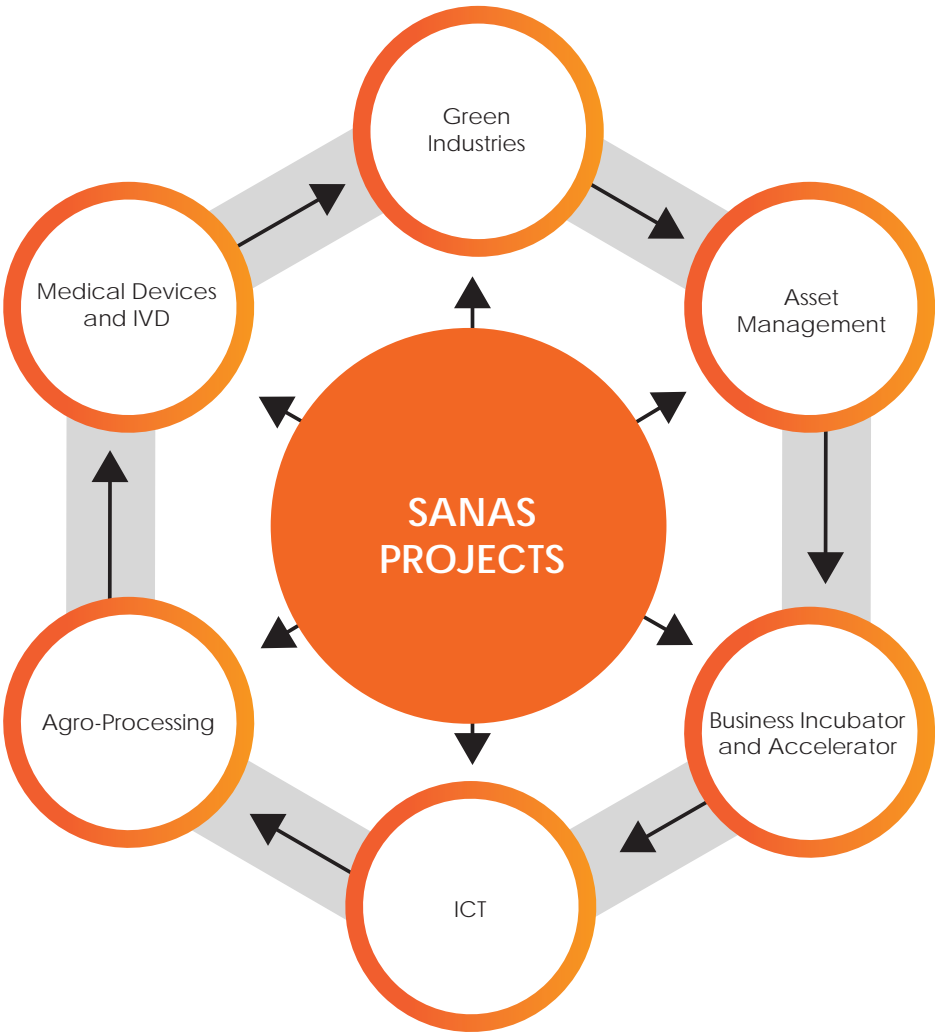 Green
Industries
Asset
Management
Business Incubator
and Accelerator
ICT
Agro-Processing
Medical Devices
and IVD
SANAS
PROJECTS